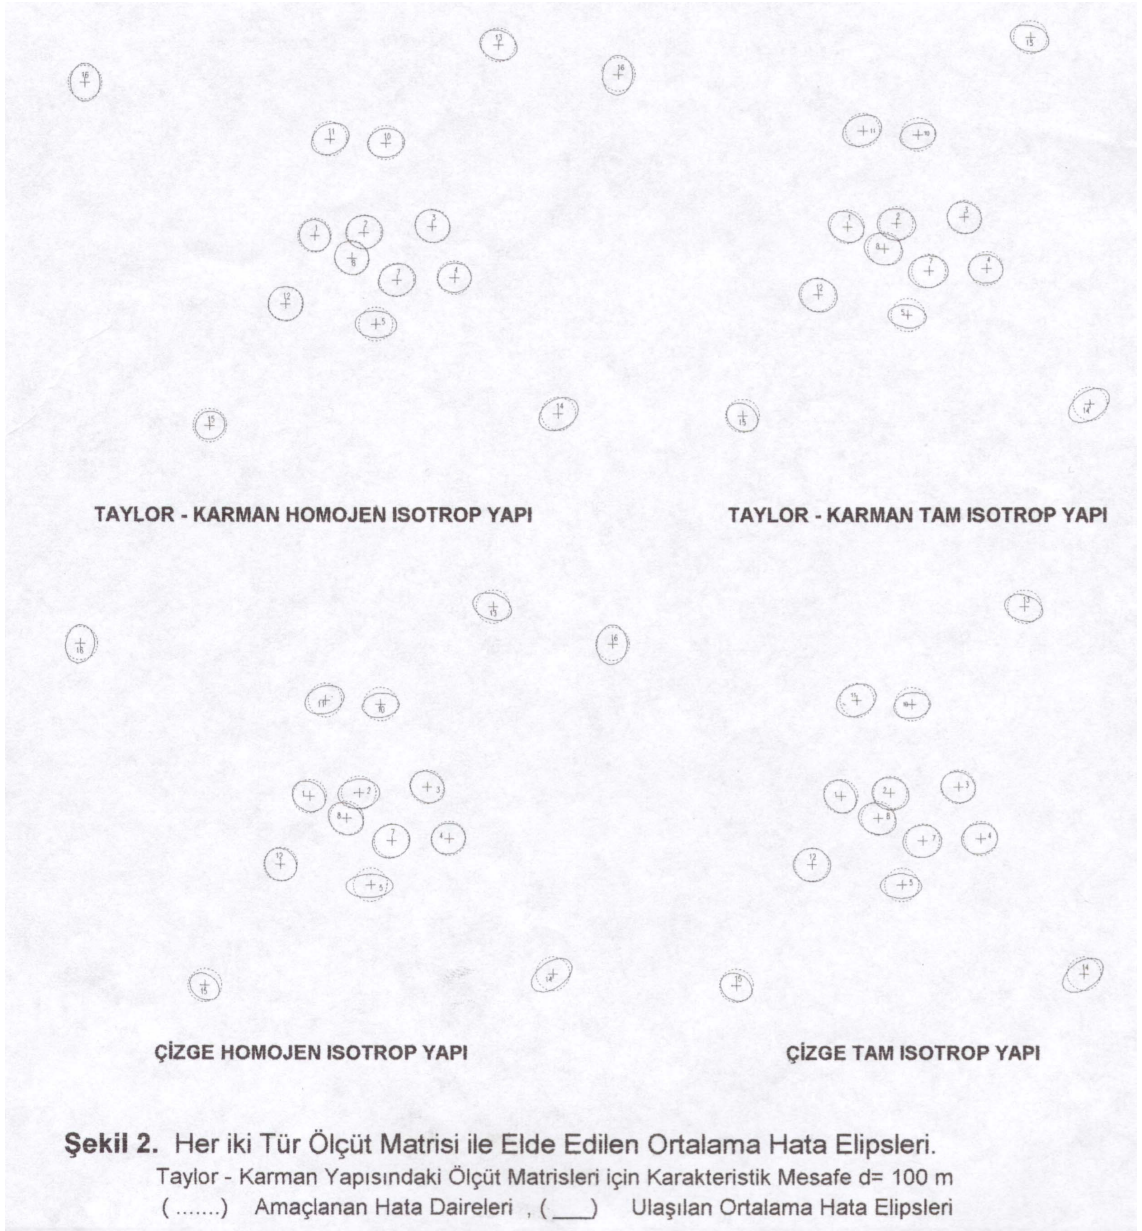 TAYLOR - KARMAN HOMOJEN ISOTROP YAPI
TAYLOR - KARMAN TAM ISOTROP YAPI
ÇİZGE HOMOJEN ISOTROP YAPI
ÇİZGE TAM ISOTROP YAPI
Şekil 2. Her iki Tür Ölçüt Matrisi ile Elde Edilen Ortalama Hata Elipsleri.
Taylor - Karman Yapısındaki Ölçüt Matrisleri için Karakteristik Mesafe d= 100 m
( .......) Amaçlanan Hata Daireleri , ( ___ ) Ulaşılan Ortalama Hata Elipsleri